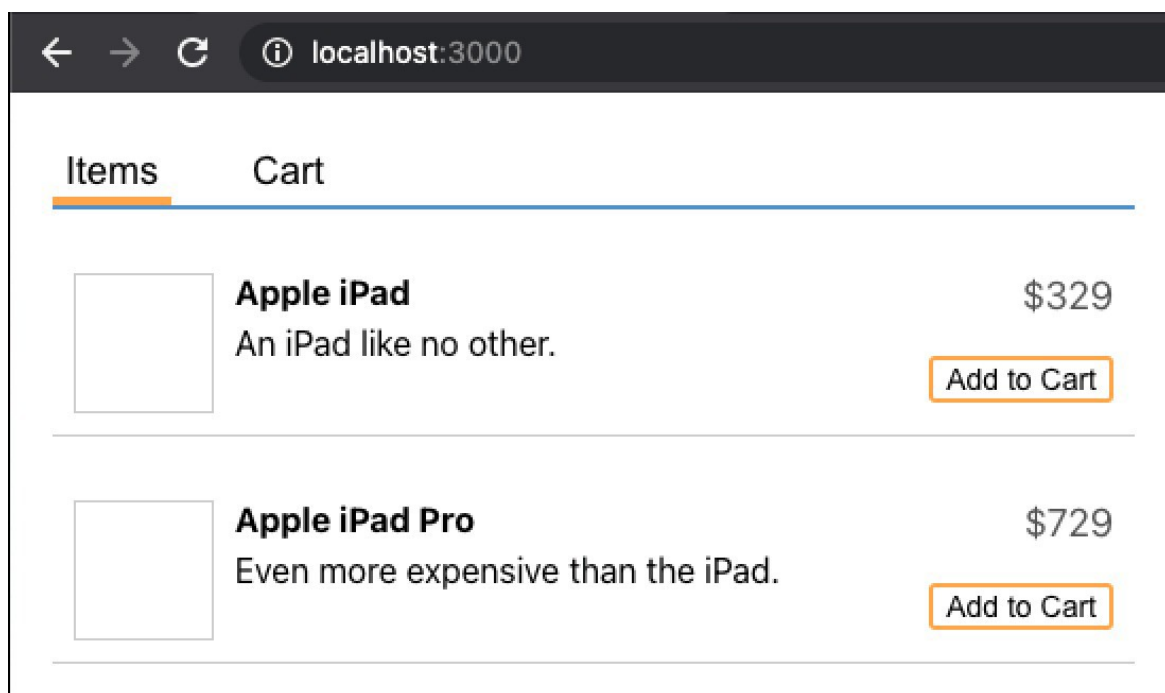 localhost:3000
Items Cart
Apple iPad $329
An iPad like no other.
Add to Cart
Apple iPad Pro $729
Even more expensive than the iPad.
Add to Cart